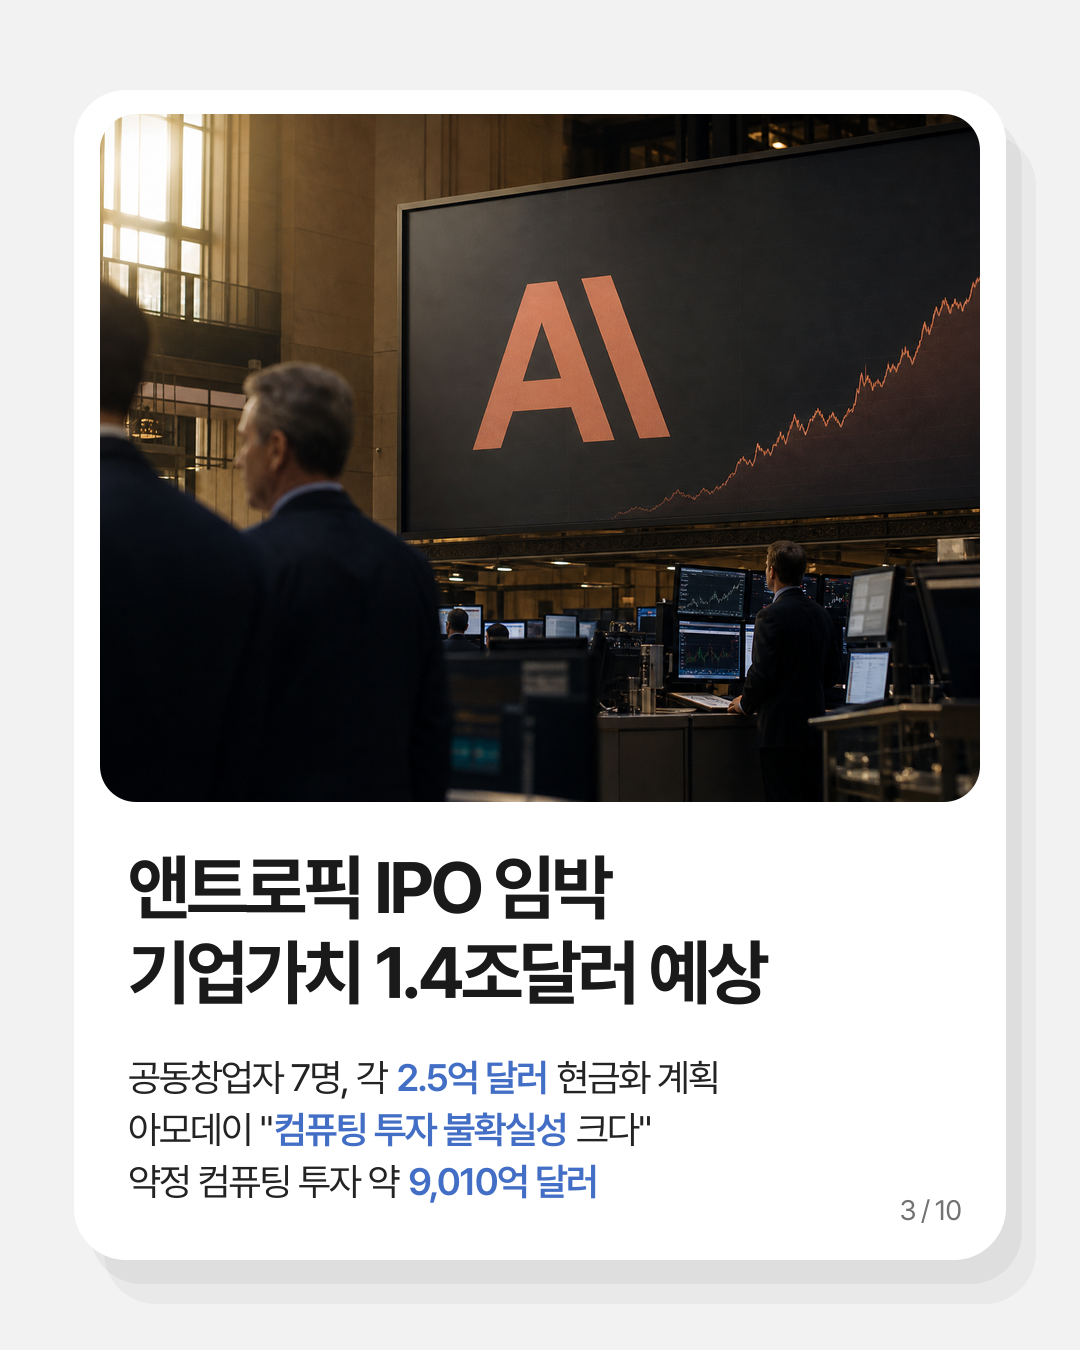 AI
앤트로픽 IPO 임박
기업가치 1.4조달러 예상
공동창업자 7명, 각 2.5억 달러 현금화 계획
아모데이 "컴퓨팅 투자 불확실성 크다"
약정 컴퓨팅 투자 약 9,010억 달러
3 / 10